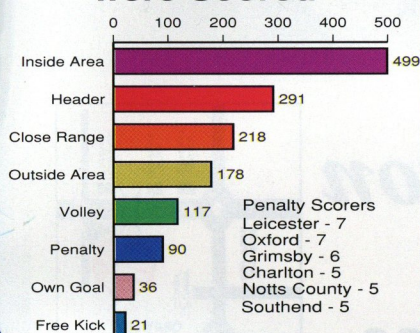 0 100 200 300 400 500
Inside Area 499
Header 291
Close Range 218
Outside Area 178
Volley 117
Penalty 90
Own Goal 36
Free Kick 21
Penalty Scorers
Leicester - 7
Oxford - 7
Grimsby - 6
Charlton - 5
Notts County - 5
Southend - 5